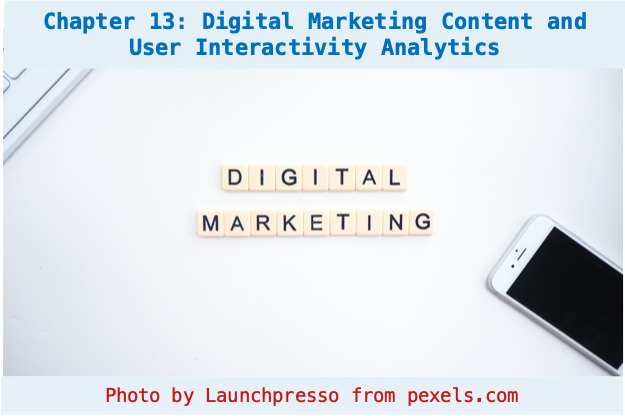 Chapter 13: Digital Marketing Content and
User Interactivity Analytics
DIGITAL
MARKETING
Photo by Launchpresso from pexels.com